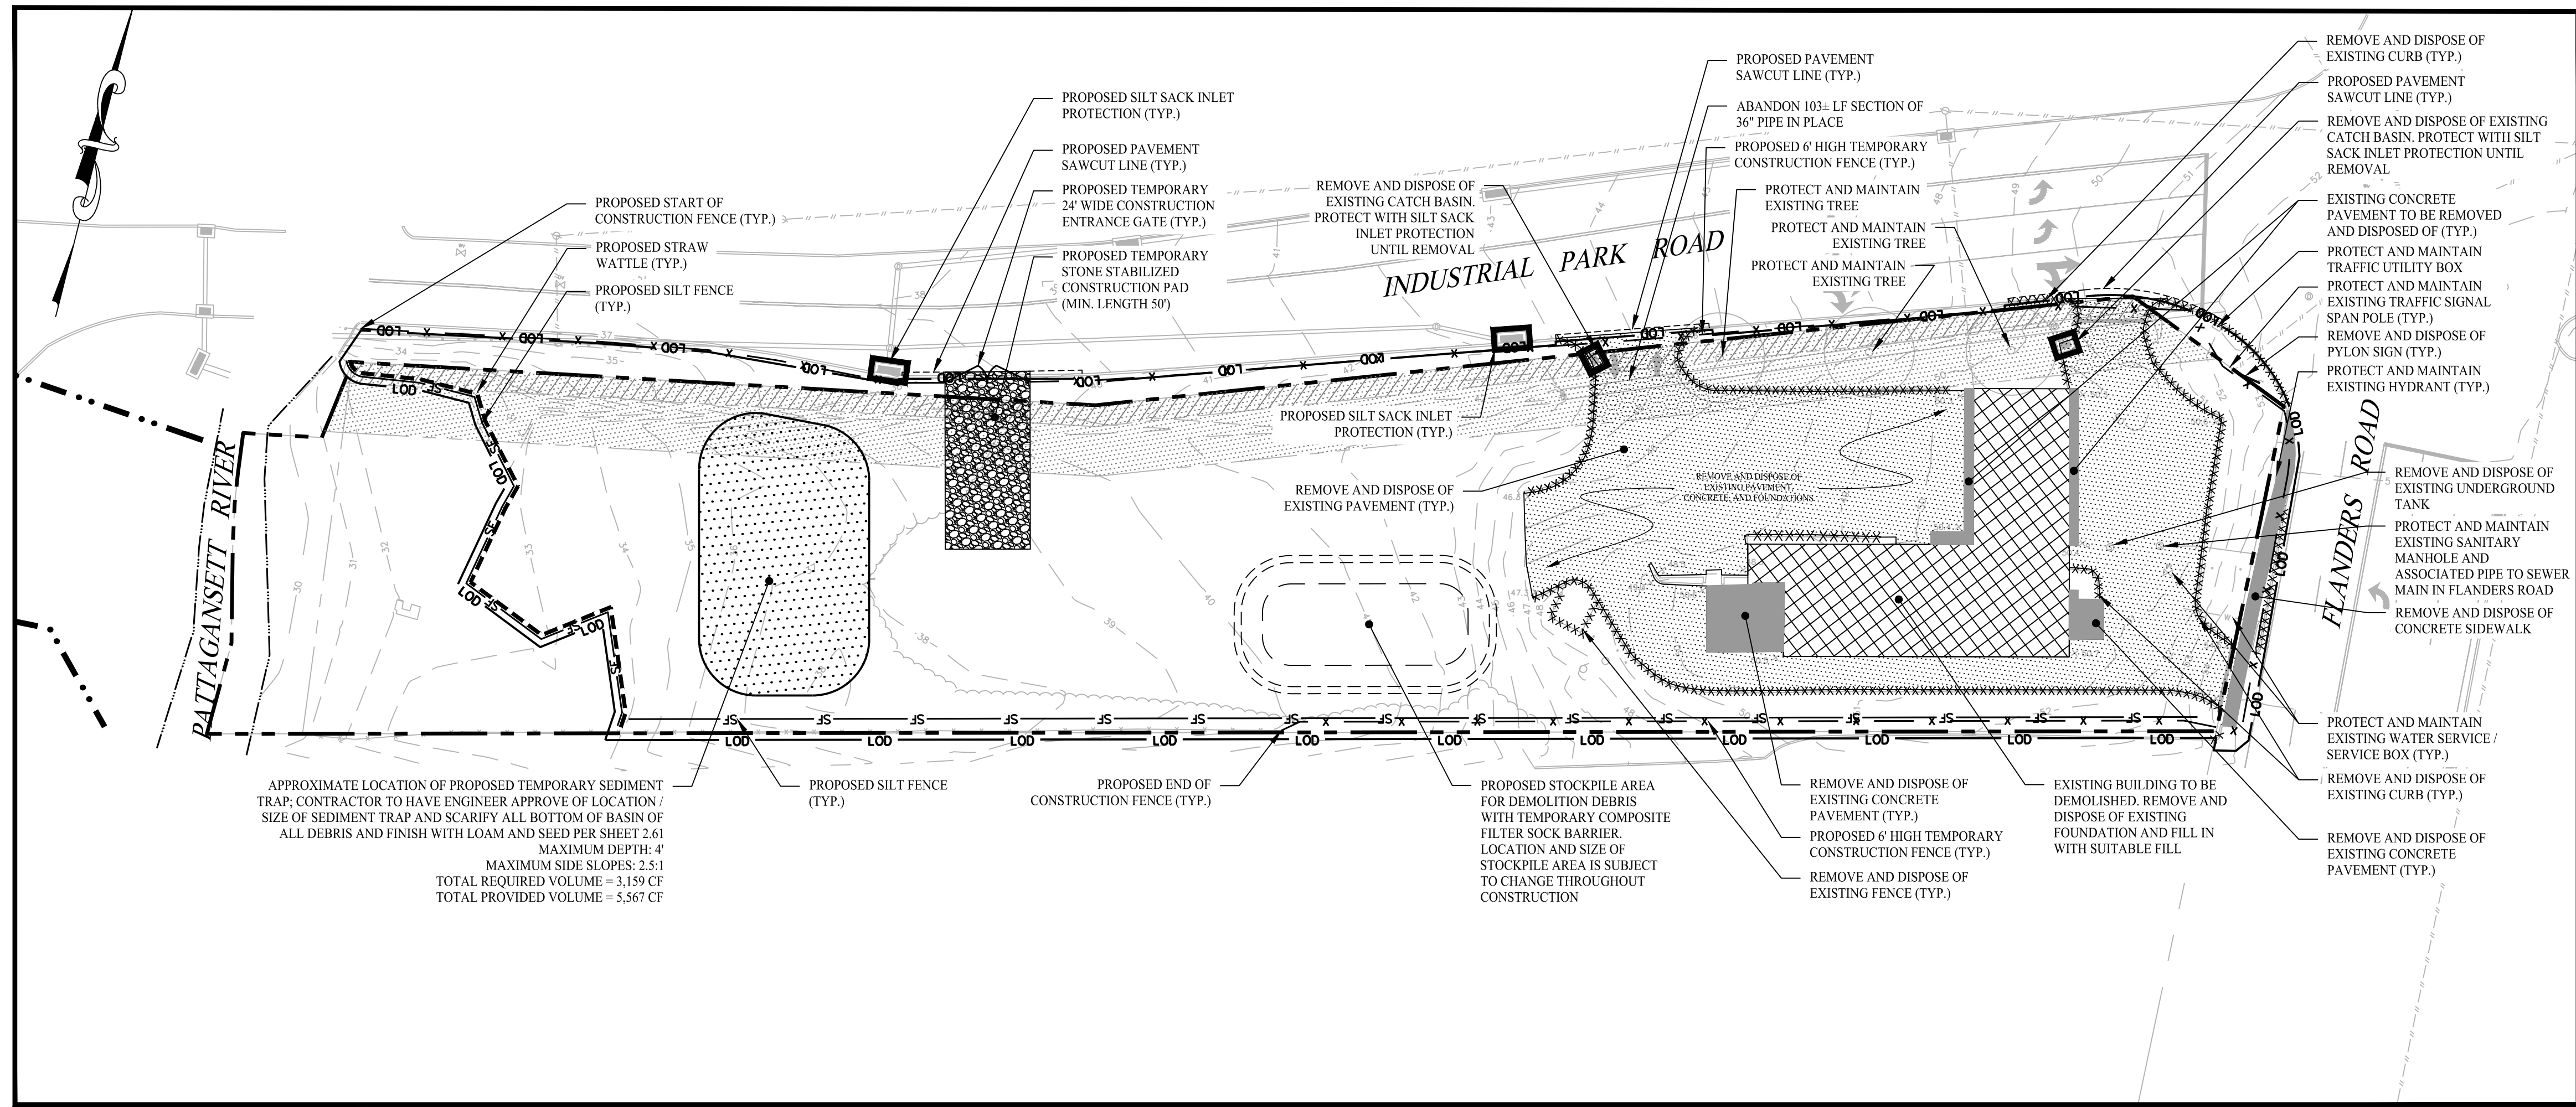 PROPOSED SILT SACK INLET
PROTECTION (TYP.)
PROPOSED PAVEMENT
SAWCUT LINE (TYP.)
PROPOSED TEMPORARY
24' WIDE CONSTRUCTION
ENTRANCE GATE (TYP.)
PROPOSED TEMPORARY
STONE STABILIZED
CONSTRUCTION PAD
(MIN. LENGTH 50')
PROPOSED START OF
CONSTRUCTION FENCE (TYP.)
PROPOSED STRAW
WATTLE (TYP.)
PROPOSED SILT FENCE
(TYP.)
REMOVE AND DISPOSE OF
EXISTING CATCH BASIN.
PROTECT WITH SILT SACK
INLET PROTECTION
UNTIL REMOVAL
PROPOSED PAVEMENT
SAWCUT LINE (TYP.)
ABANDON 103± LF SECTION OF
36" PIPE IN PLACE
PROPOSED 6' HIGH TEMPORARY
CONSTRUCTION FENCE (TYP.)
PROTECT AND MAINTAIN
EXISTING TREE
PROTECT AND MAINTAIN
EXISTING TREE
PROTECT AND MAINTAIN
EXISTING TREE
INDUSTRIAL PARK ROAD
REMOVE AND DISPOSE OF
EXISTING CURB (TYP.)
PROPOSED PAVEMENT
SAWCUT LINE (TYP.)
REMOVE AND DISPOSE OF EXISTING
CATCH BASIN. PROTECT WITH SILT
SACK INLET PROTECTION UNTIL
REMOVAL
EXISTING CONCRETE
PAVEMENT TO BE REMOVED
AND DISPOSED OF (TYP.)
PROTECT AND MAINTAIN
TRAFFIC UTILITY BOX
PROTECT AND MAINTAIN
EXISTING TRAFFIC SIGNAL
SPAN POLE (TYP.)
REMOVE AND DISPOSE OF
PYLON SIGN (TYP.)
PROTECT AND MAINTAIN
EXISTING HYDRANT (TYP.)
PROPOSED SILT SACK INLET
PROTECTION (TYP.)
REMOVE AND DISPOSE OF
EXISTING PAVEMENT (TYP.)
REMOVE AND DISPOSE OF
EXISTING PAVEMENT,
CONCRETE, AND FOUNDATIONS
PATTAGANSETT RIVER
FLANDERS ROAD
REMOVE AND DISPOSE OF
EXISTING UNDERGROUND
TANK
PROTECT AND MAINTAIN
EXISTING SANITARY
MANHOLE AND
ASSOCIATED PIPE TO SEWER
MAIN IN FLANDERS ROAD
REMOVE AND DISPOSE OF
CONCRETE SIDEWALK
PROTECT AND MAINTAIN
EXISTING WATER SERVICE /
SERVICE BOX (TYP.)
REMOVE AND DISPOSE OF
EXISTING CURB (TYP.)
REMOVE AND DISPOSE OF
EXISTING CONCRETE
PAVEMENT (TYP.)
APPROXIMATE LOCATION OF PROPOSED TEMPORARY SEDIMENT
TRAP; CONTRACTOR TO HAVE ENGINEER APPROVE OF LOCATION /
SIZE OF SEDIMENT TRAP AND SCARIFY ALL BOTTOM OF BASIN OF
ALL DEBRIS AND FINISH WITH LOAM AND SEED PER SHEET 2.61
MAXIMUM DEPTH: 4'
MAXIMUM SIDE SLOPES: 2.5:1
TOTAL REQUIRED VOLUME = 3,159 CF
TOTAL PROVIDED VOLUME = 5,567 CF
PROPOSED SILT FENCE
(TYP.)
PROPOSED END OF
CONSTRUCTION FENCE (TYP.)
PROPOSED STOCKPILE AREA
FOR DEMOLITION DEBRIS
WITH TEMPORARY COMPOSITE
FILTER SOCK BARRIER.
LOCATION AND SIZE OF
STOCKPILE AREA IS SUBJECT
TO CHANGE THROUGHOUT
CONSTRUCTION
REMOVE AND DISPOSE OF
EXISTING CONCRETE
PAVEMENT (TYP.)
PROPOSED 6' HIGH TEMPORARY
CONSTRUCTION FENCE (TYP.)
REMOVE AND DISPOSE OF
EXISTING FENCE (TYP.)
EXISTING BUILDING TO BE
DEMOLISHED. REMOVE AND
DISPOSE OF EXISTING
FOUNDATION AND FILL IN
WITH SUITABLE FILL